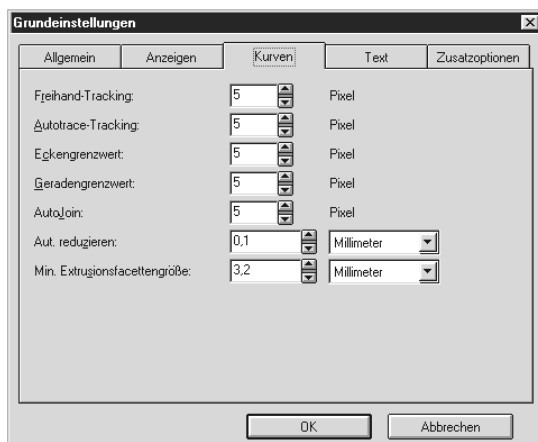 Grundeinstellungen
Allgemein Anzeigen Kurven Text Zusatzoptionen
Freihand-Tracking: 5 Pixel
Autotrace-Tracking: 5 Pixel
Eckengrenzwert: 5 Pixel
Geradengrenzwert: 5 Pixel
AutoJoin: 5 Pixel
Aut. reduzieren: 0,1 Millimeter
Min. Extrusionsfacettengröße: 3,2 Millimeter
OK Abbrechen